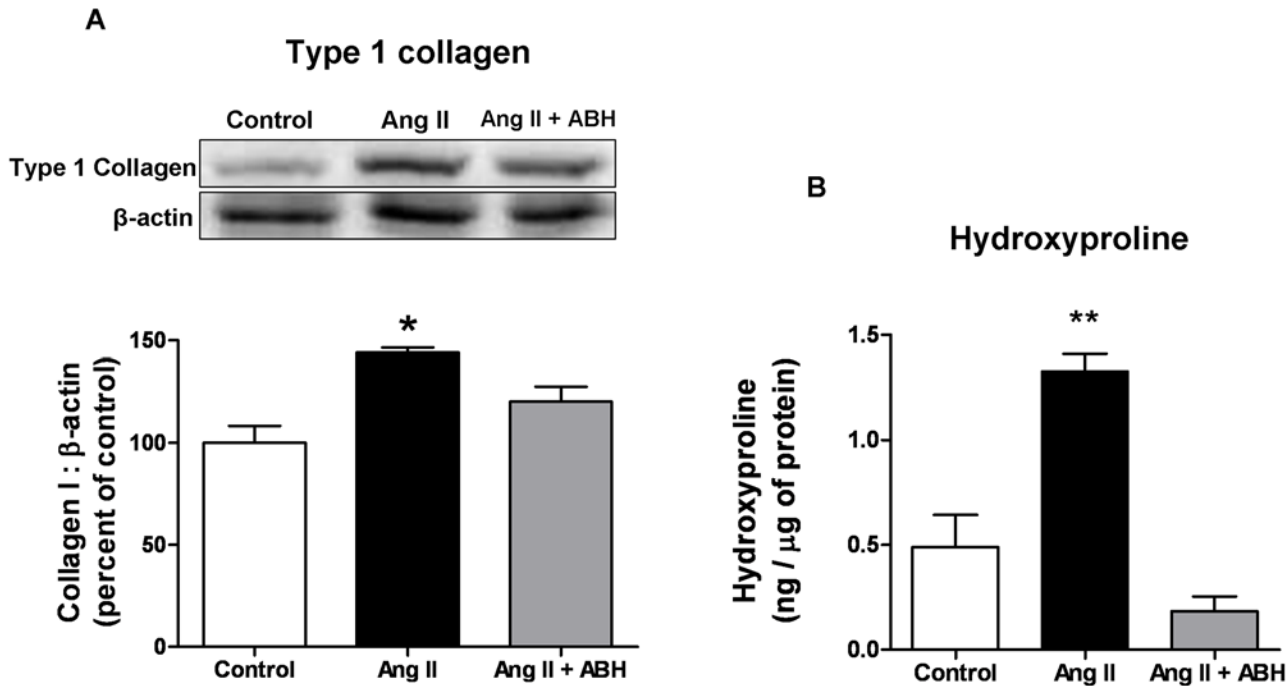 A
Type 1 collagen
Control Ang II Ang II + ABH
Type 1 Collagen
β-actin
Collagen I : β-actin
(percent of control)
150
100
50
0
*
Control Ang II Ang II + ABH
B
Hydroxyproline
Hydroxyproline
(ng / μg of protein)
1.5
1.0
0.5
0.0
**
Control Ang II Ang II + ABH